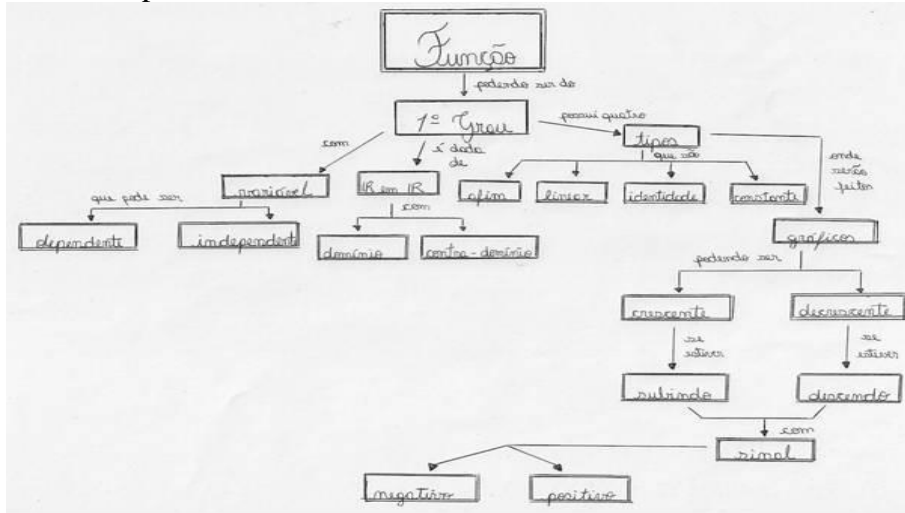 Função
podendo ser do
1º Grau
possui quatro
com
é dada
de
tipos
que são
onde
serão
feitos
variável
IR em IR
afim
linear
identidade
constante
que pode ser
com
dependente
independente
domínio
contra-domínio
gráficos
podendo ser
crescente
decrescente
se
estiver
se
estiver
subindo
descendo
com
sinal
negativo
positivo